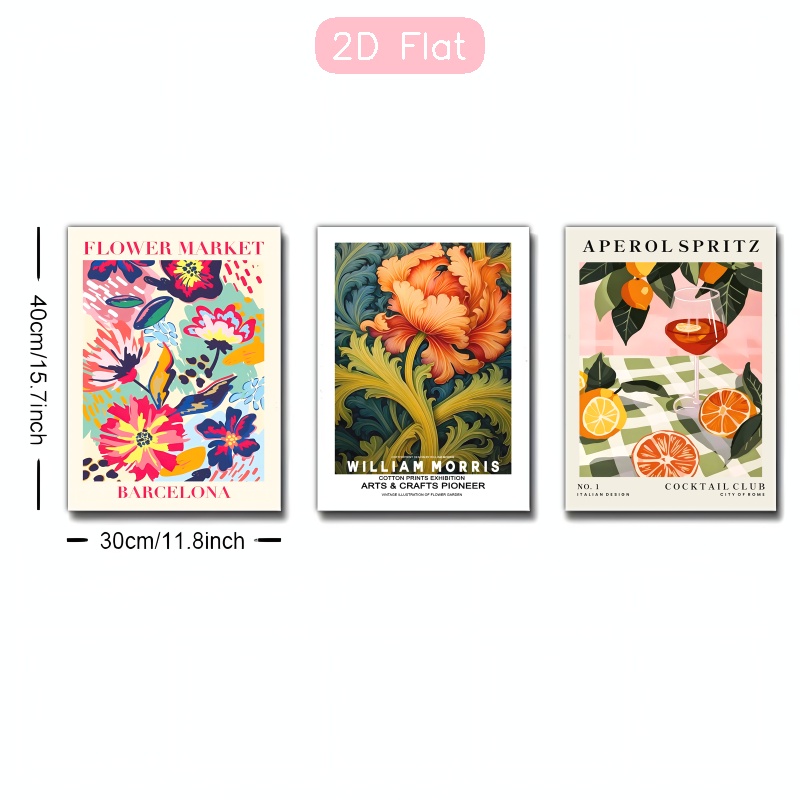 2D Flat
FLOWER MARKET
BARCELONA
WILLIAM MORRIS
COTTON PRINTS EXHIBITION
ARTS & CRAFTS PIONEER
VINTAGE ILLUSTRATION OF FLOWER GARDEN
APEROL SPRITZ
NO. 1
ITALIAN DESIGN
COCKTAIL CLUB
CITY OF ROME
40cm/15.7inch
30cm/11.8inch